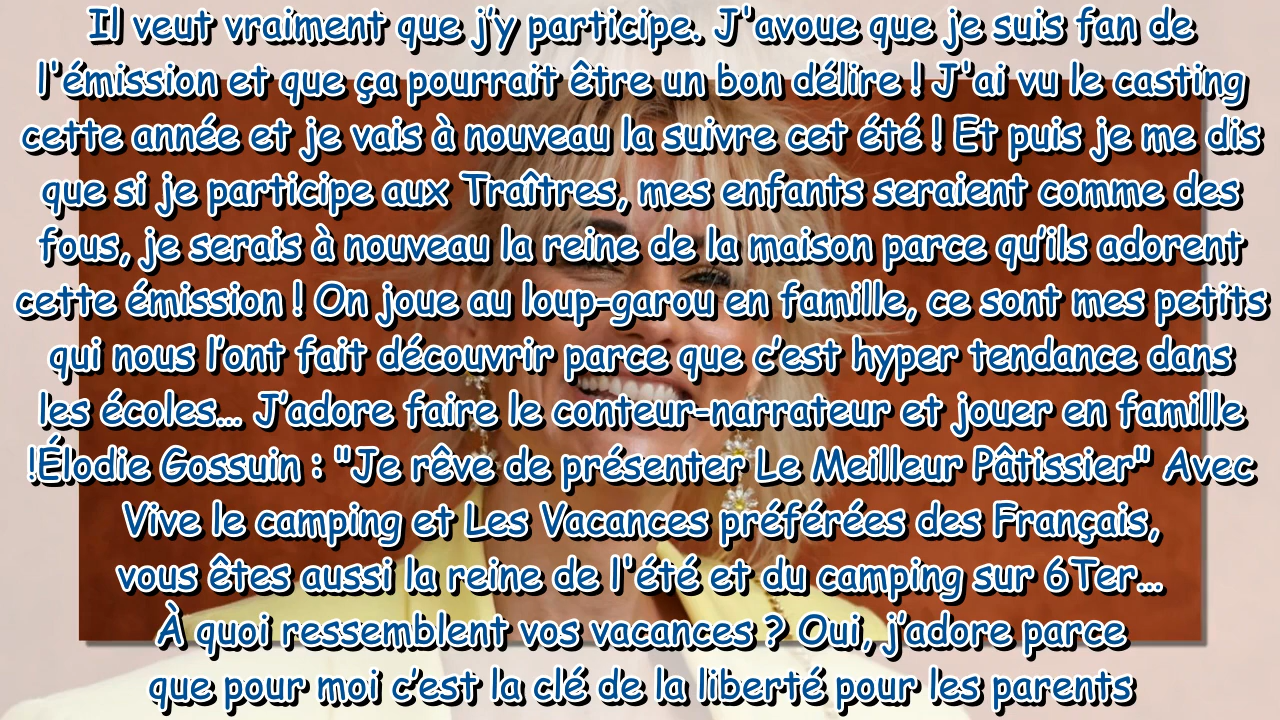 Il veut vraiment que j’y participe. J'avoue que je suis fan de
l'émission et que ça pourrait être un bon délire ! J'ai vu le casting
cette année et je vais à nouveau la suivre cet été ! Et puis je me dis
que si je participe aux Traîtres, mes enfants seraient comme des
fous, je serais à nouveau la reine de la maison parce qu’ils adorent
cette émission ! On joue au loup-garou en famille, ce sont mes petits
qui nous l’ont fait découvrir parce que c’est hyper tendance dans
les écoles… J’adore faire le conteur-narrateur et jouer en famille
!Élodie Gossuin : "Je rêve de présenter Le Meilleur Pâtissier" Avec
Vive le camping et Les Vacances préférées des Français,
vous êtes aussi la reine de l'été et du camping sur 6Ter…
À quoi ressemblent vos vacances ? Oui, j’adore parce
que pour moi c’est la clé de la liberté pour les parents